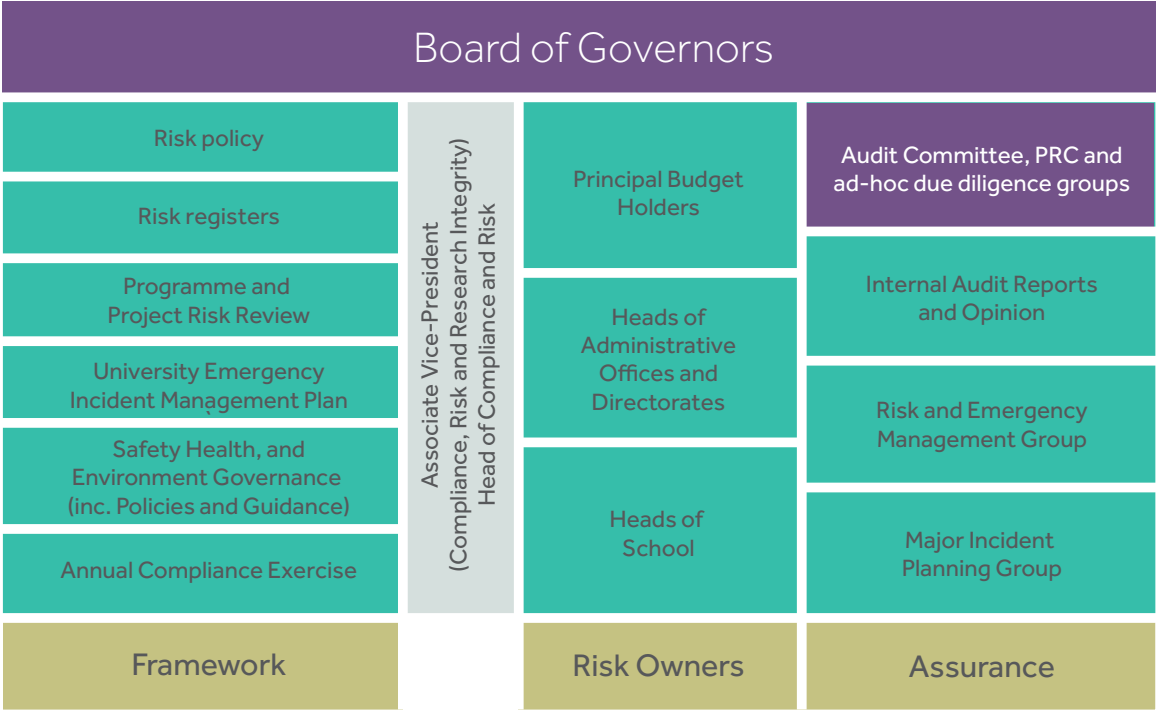 Board of Governors
Risk policy
Risk registers
Programme and
Project Risk Review
University Emergency
Incident Management Plan
Safety Health, and
Environment Governance
(inc. Policies and Guidance)
Annual Compliance Exercise
Framework
Associate Vice-President
(Compliance, Risk and Research Integrity)
Head of Compliance and Risk
Principal Budget
Holders
Heads of
Administrative
Offices and
Directorates
Heads of
School
Risk Owners
Audit Committee, PRC and
ad-hoc due diligence groups
Internal Audit Reports
and Opinion
Risk and Emergency
Management Group
Major Incident
Planning Group
Assurance